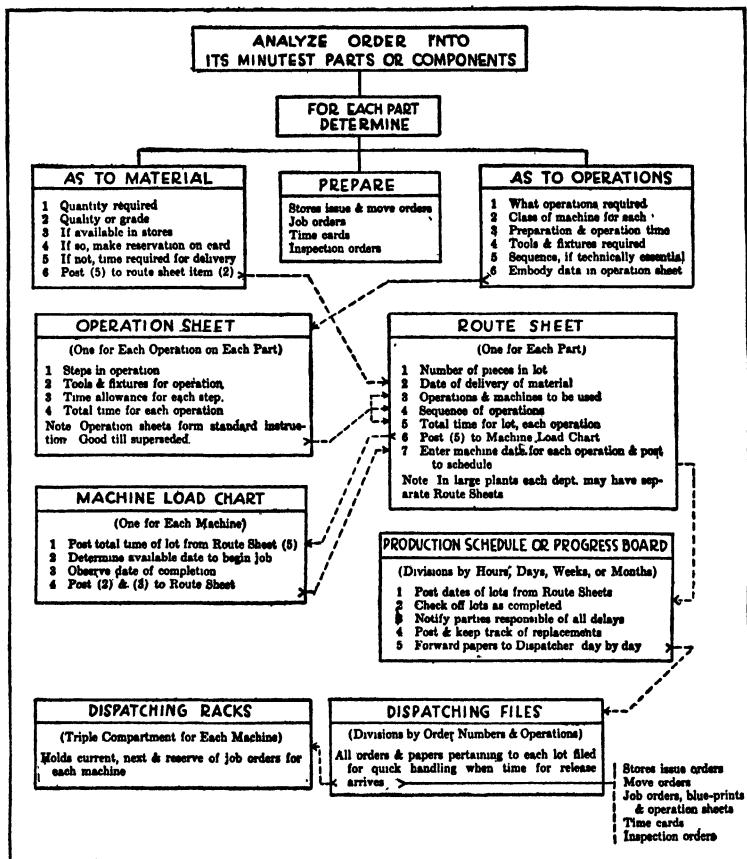 ANALYZE ORDER INTO
ITS MINUTEST PARTS OR COMPONENTS
FOR EACH PART
DETERMINE
AS TO MATERIAL
1 Quantity required
2 Quality or grade
3 If available in stores
4 If so, make reservation on card
5 If not, time required for delivery
6 Post (5) to route sheet item (2)
PREPARE
Stores issue & move orders
Job orders
Time cards
Inspection orders
AS TO OPERATIONS
1 What operations required
2 Class of machine for each
3 Preparation & operation time
4 Tools & fixtures required
5 Sequence, if technically essential
6 Embody data in operation sheet
OPERATION SHEET
(One for Each Operation on Each Part)
1 Steps in operation
2 Tools & fixtures for operation
3 Time allowance for each step.
4 Total time for each operation
Note Operation sheets form standard instruc-
tion Good till superseded.
ROUTE SHEET
(One for Each Part)
1 Number of pieces in lot
2 Date of delivery of material
3 Operations & machines to be used
4 Sequence of operations
5 Total time for lot, each operation
6 Post (5) to Machine Load Chart
7 Enter machine date for each operation & post
to schedule
Note In large plants each dept. may have sep-
arate Route Sheets
MACHINE LOAD CHART
(One for Each Machine)
1 Post total time of lot from Route Sheet (5)
2 Determine available date to begin job
3 Observe date of completion
4 Post (2) & (3) to Route Sheet
PRODUCTION SCHEDULE OR PROGRESS BOARD
(Divisions by Hours, Days, Weeks, or Months)
1 Post dates of lots from Route Sheets
2 Check off lots as completed
3 Notify parties responsible of all delays
4 Post & keep track of replacements
5 Forward papers to Dispatcher day by day
DISPATCHING RACKS
(Triple Compartment for Each Machine)
Holds current, next & reserve of job orders for
each machine
DISPATCHING FILES
(Divisions by Order Numbers & Operations)
All orders & papers pertaining to each lot filed
for quick handling when time for release
arrives
Stores issue orders
Move orders
Job orders, blue-prints
& operation sheets
Time cards
Inspection orders